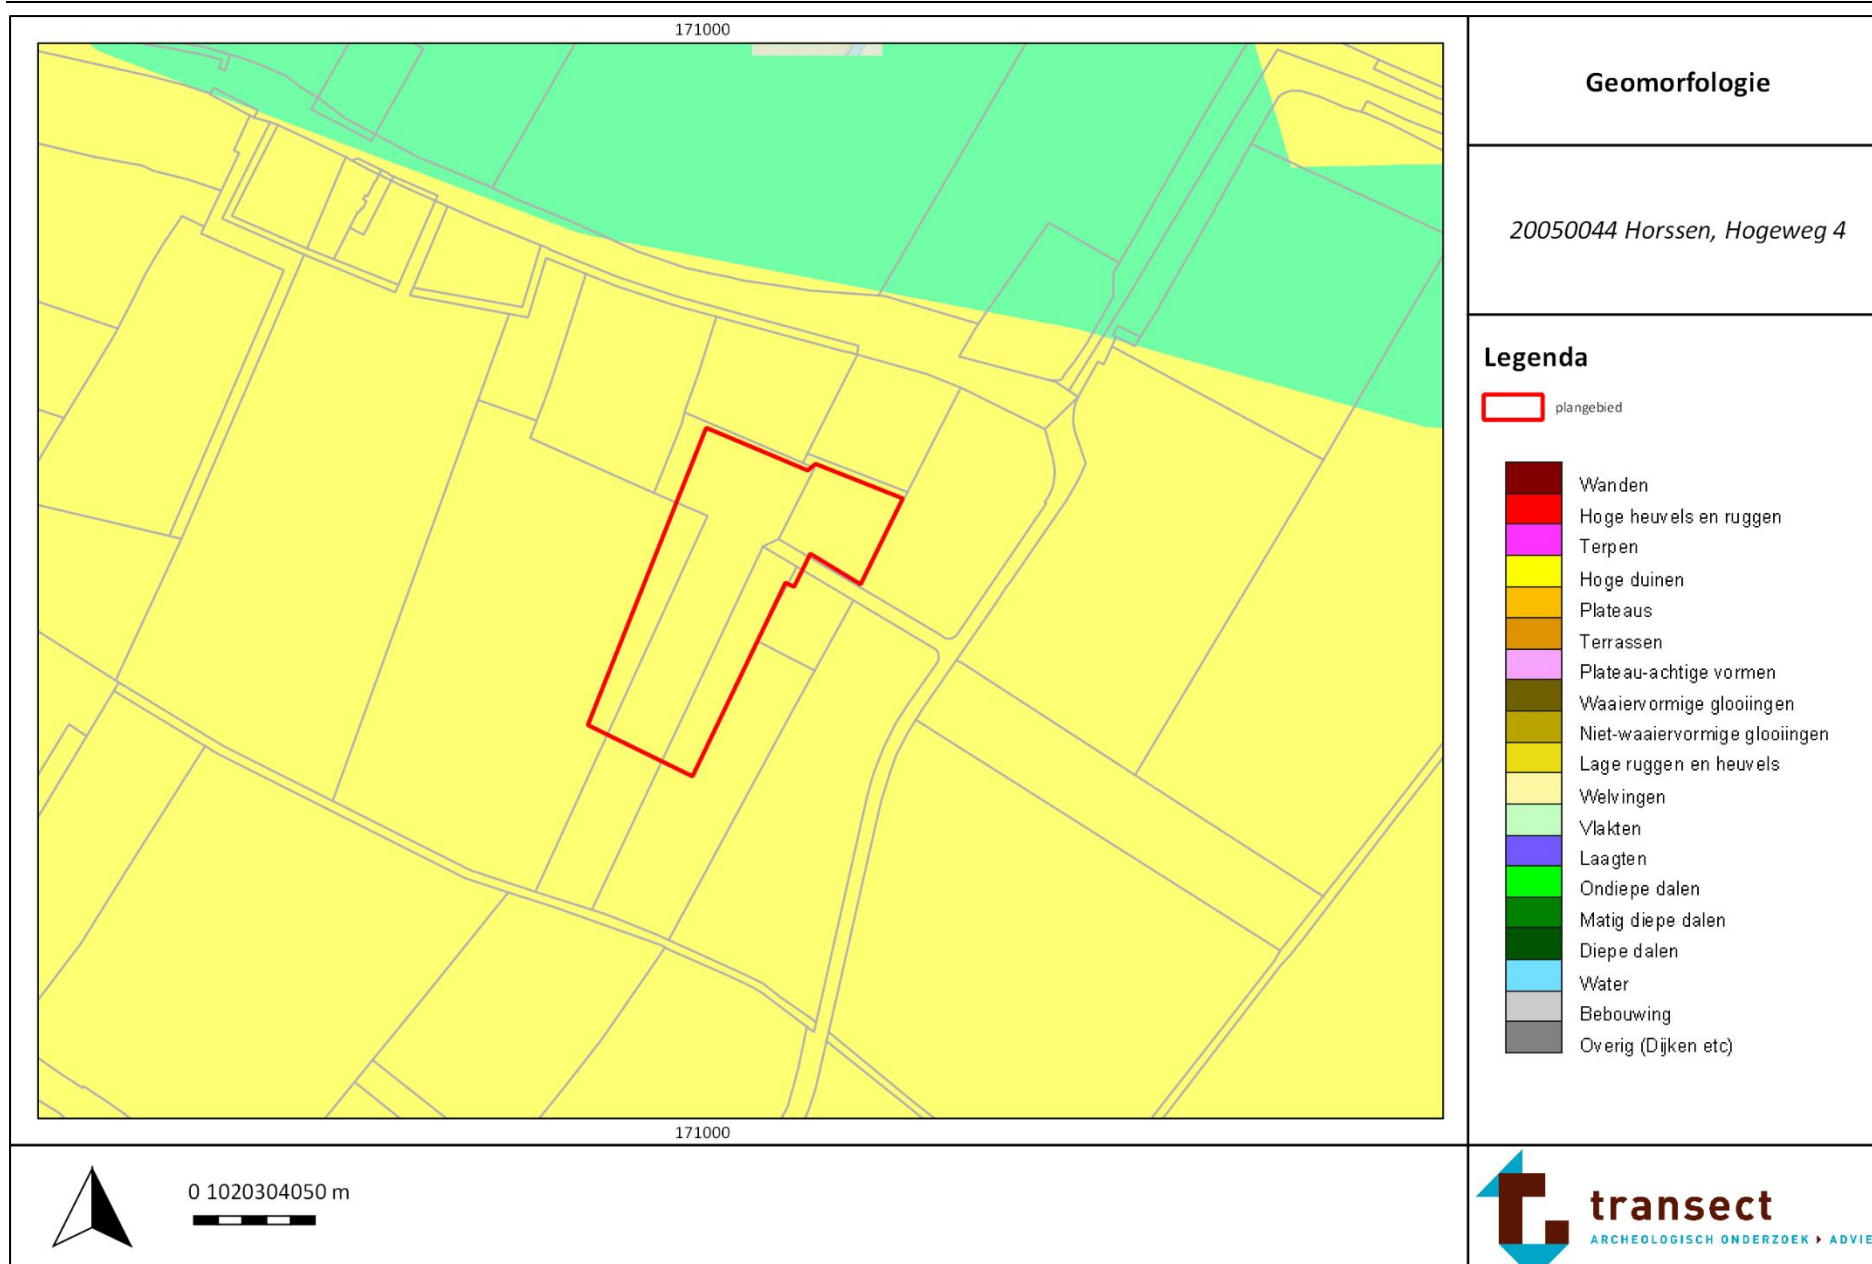 171000
Geomorfologie
20050044 Horssen, Hogeweg 4
Legenda
plangebied
Wanden
Hoge heuvels en ruggen
Terpen
Hoge duinen
Plateaus
Terrassen
Plateau-achtige vormen
Waaiervormige glooiingen
Niet-waaiervormige glooiingen
Lage ruggen en heuvels
Welvingen
Vlakten
Laagten
Ondiepe dalen
Matig diepe dalen
Diepe dalen
Water
Bebouwing
Overig (Dijken etc)
171000
0 1020304050 m
transect
ARCHEOLOGISCH ONDERZOEK ADVIE